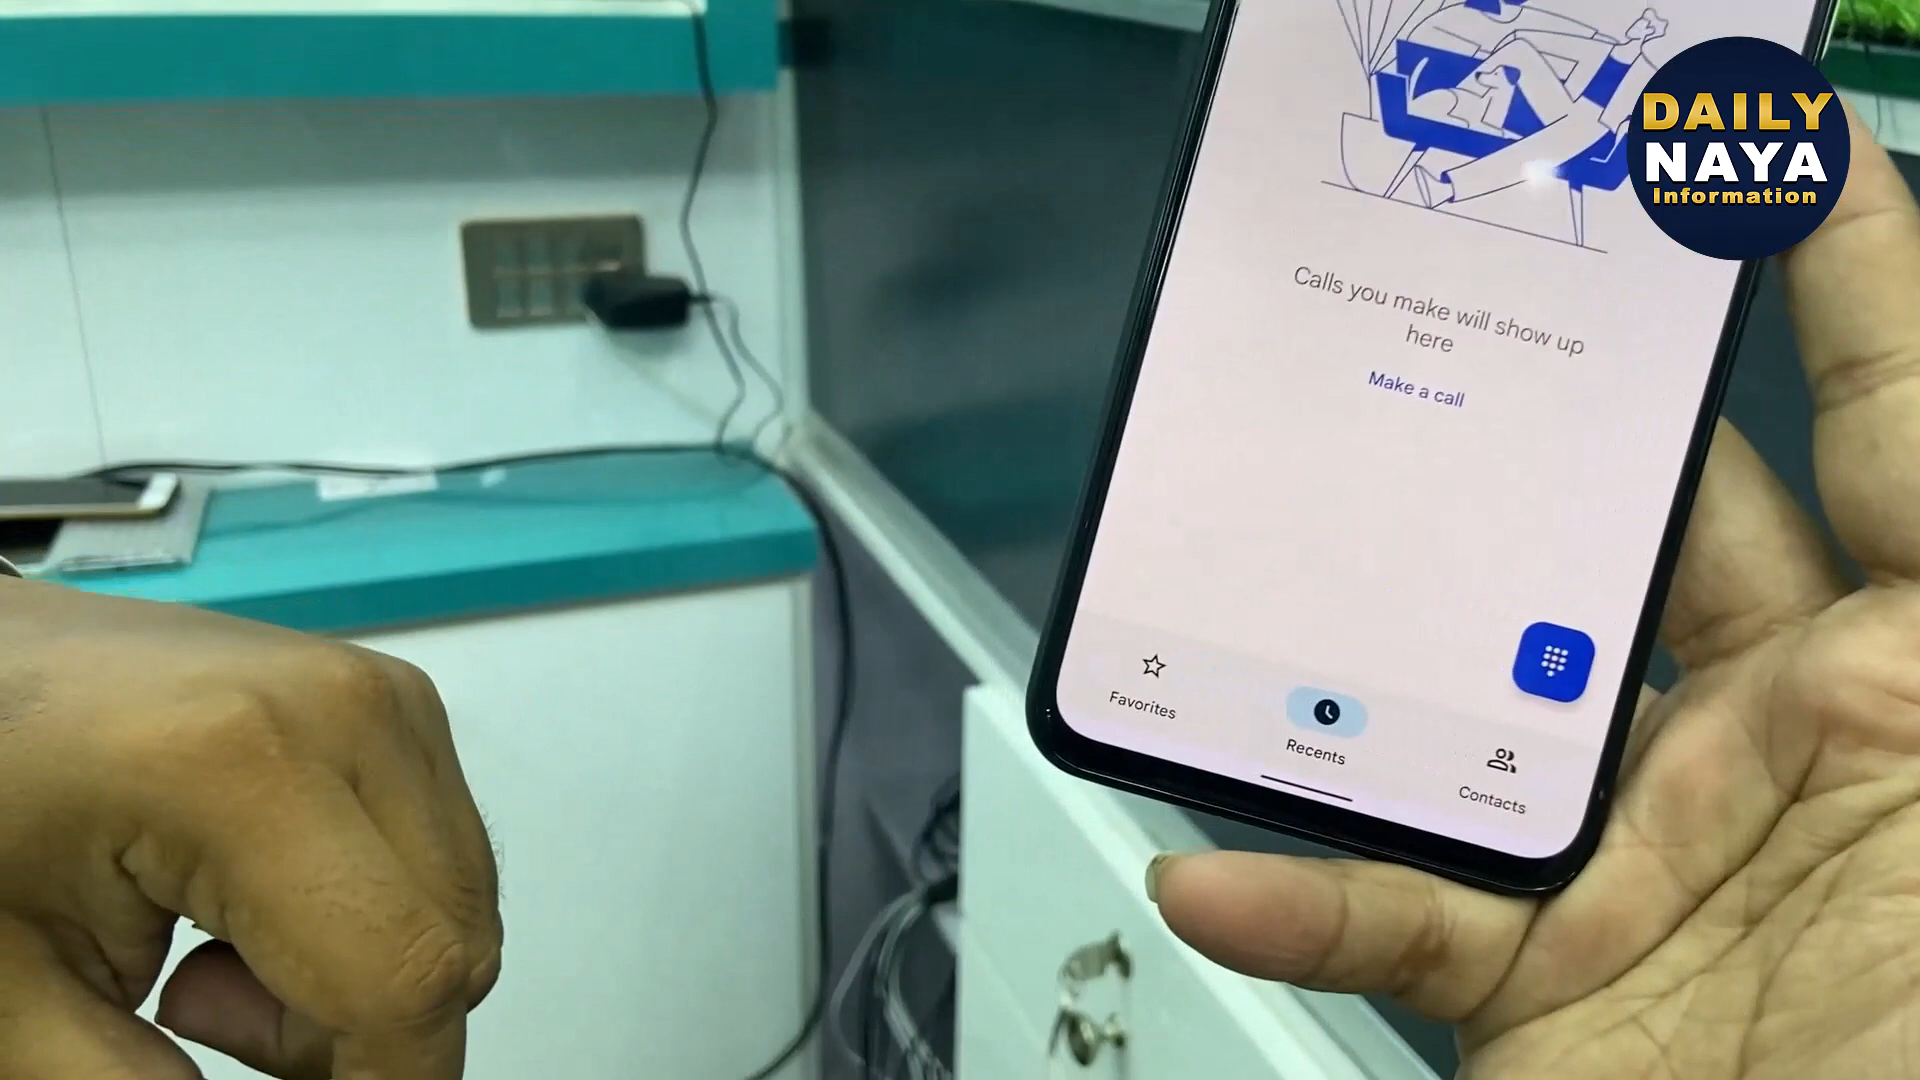 DAILY
NAYA
Information
Calls you make will show up
here
Make a call
Favorites
Recents
Contacts